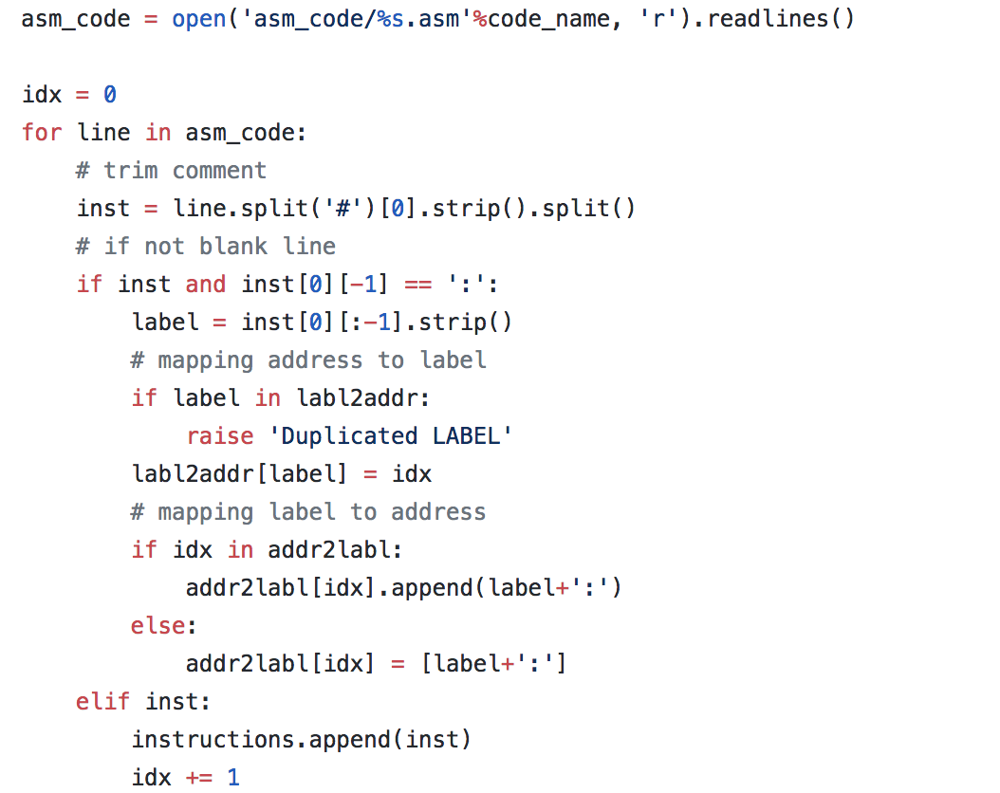 asm_code = open('asm_code/%s.asm'%code_name, 'r').readlines()

idx = 0
for line in asm_code:
    # trim comment
    inst = line.split('#')[0].strip().split()
    # if not blank line
    if inst and inst[0][-1] == ':':
        label = inst[0][:-1].strip()
        # mapping address to label
        if label in labl2addr:
            raise 'Duplicated LABEL'
        labl2addr[label] = idx
        # mapping label to address
        if idx in addr2labl:
            addr2labl[idx].append(label+':')
        else:
            addr2labl[idx] = [label+':']
    elif inst:
        instructions.append(inst)
        idx += 1